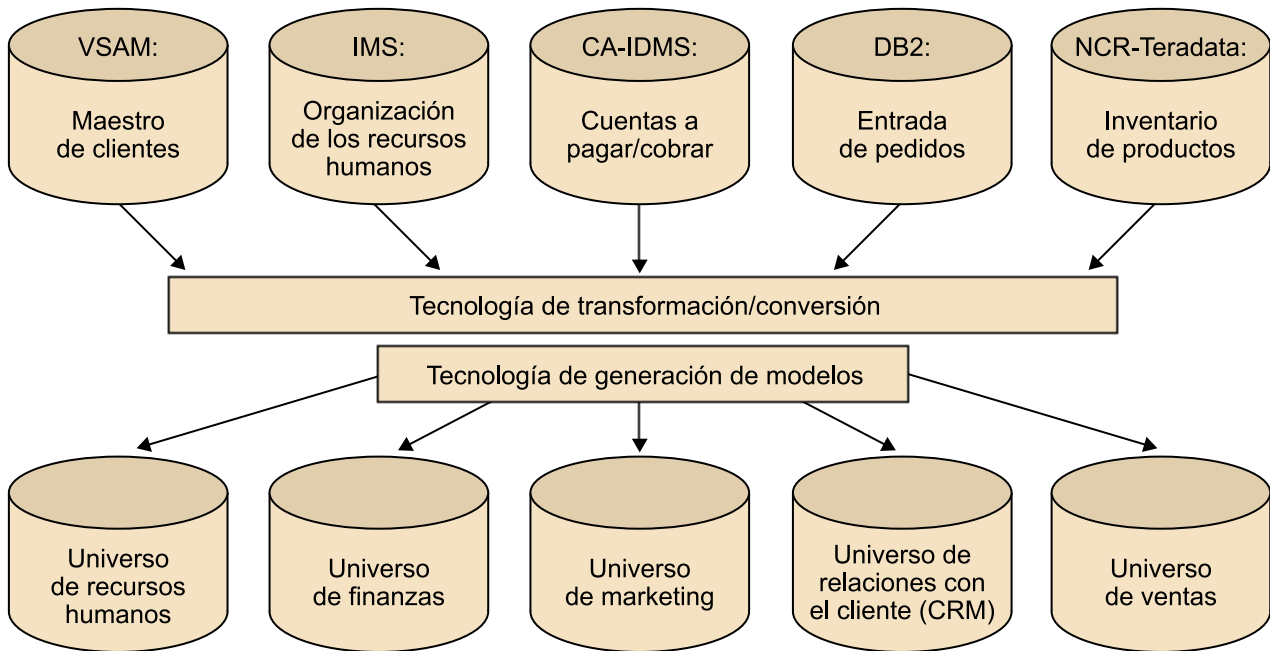 VSAM:
Maestro
de clientes
IMS:
Organización
de los recursos
humanos
CA-IDMS:
Cuentas a
pagar/cobrar
DB2:
Entrada
de pedidos
NCR-Teradata:
Inventario
de productos
Tecnología de transformación/conversión
Tecnología de generación de modelos
Universo
de recursos
humanos
Universo
de finanzas
Universo
de marketing
Universo de
relaciones con
el cliente (CRM)
Universo
de ventas